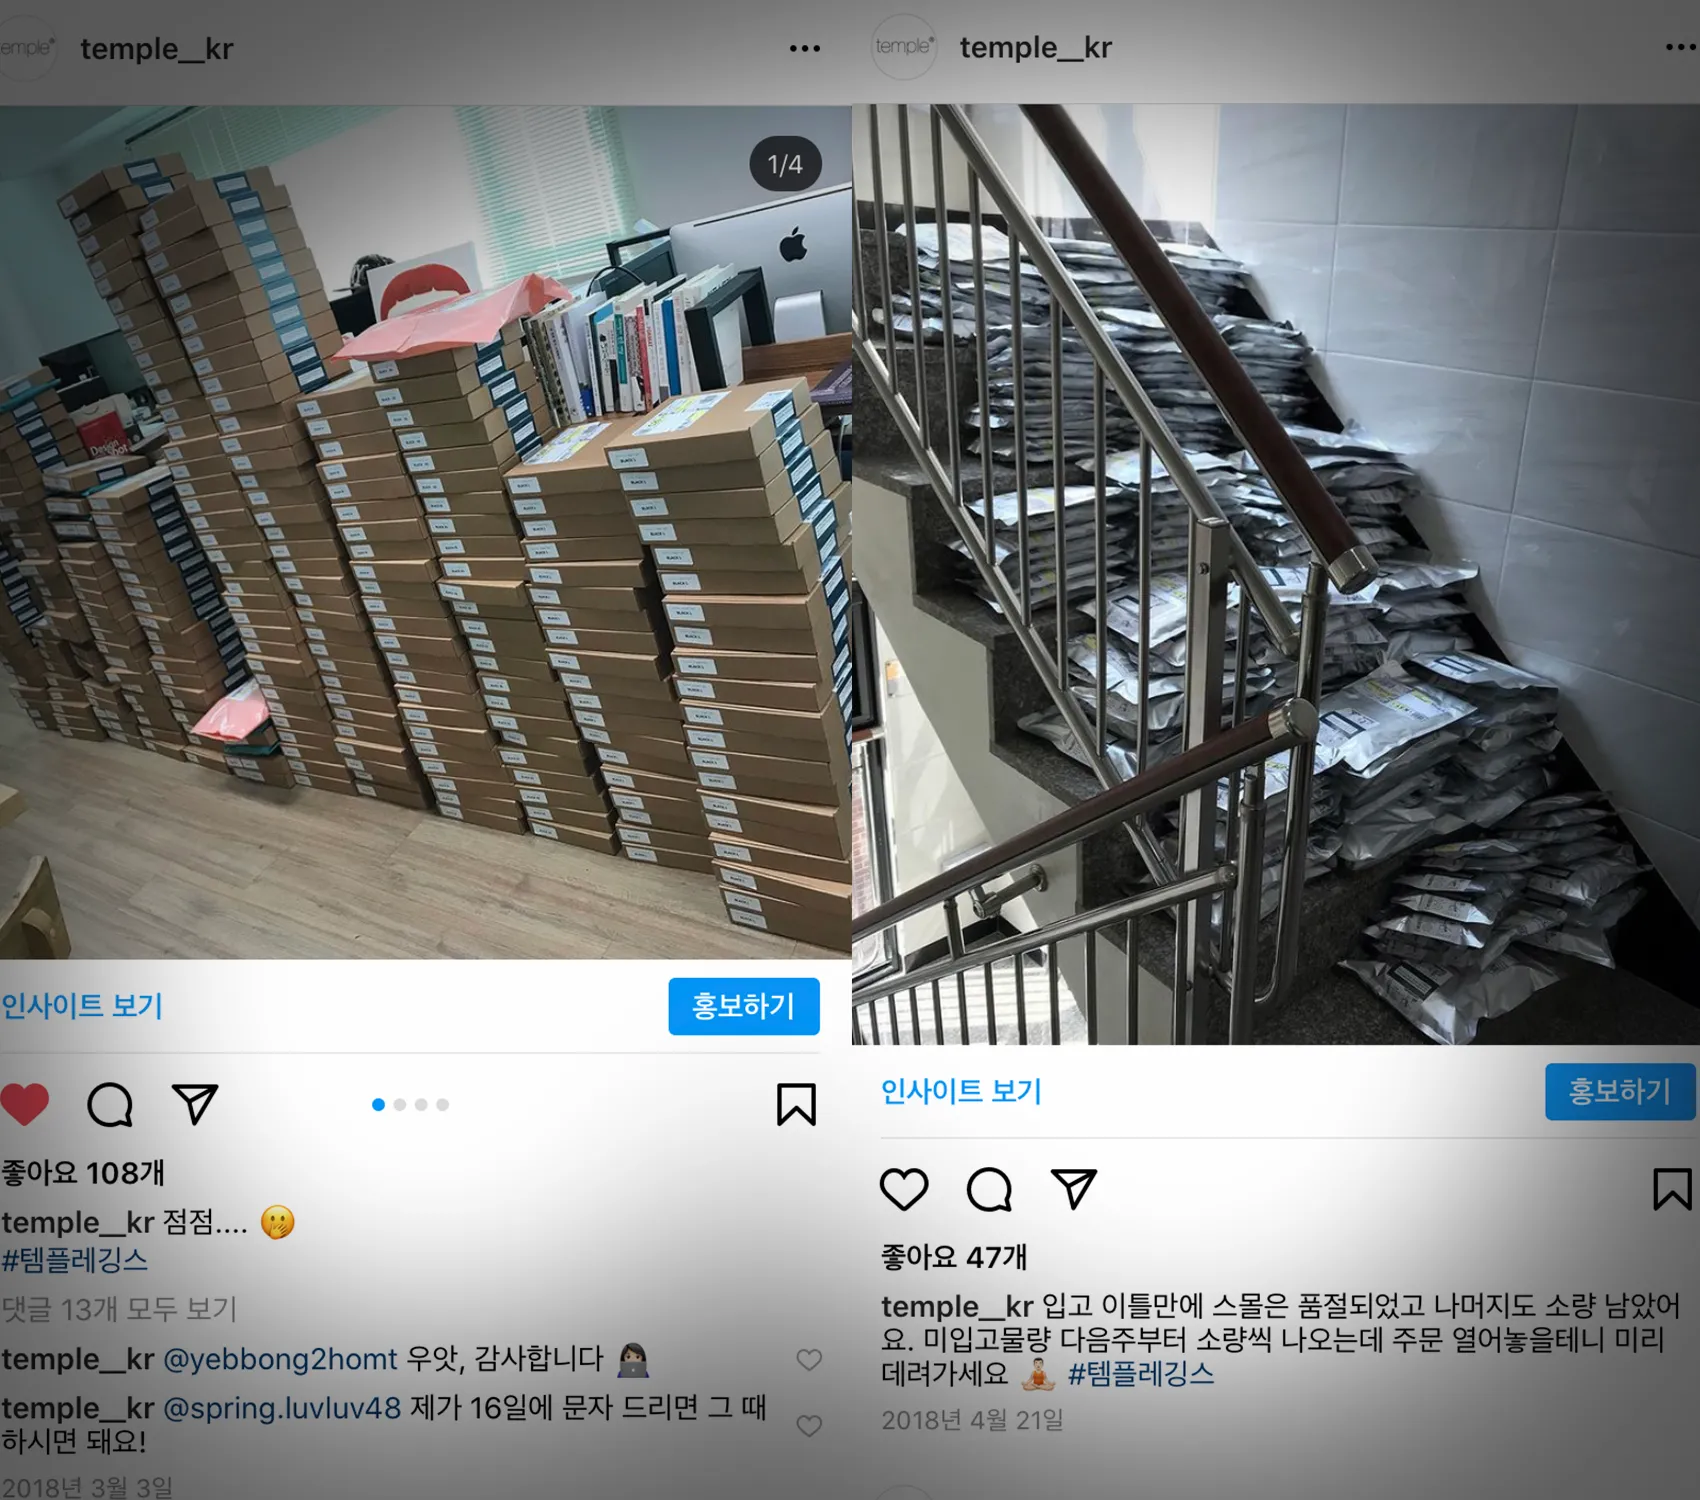 temple*
temple__kr
1/4
Design
인사이트 보기
홍보하기
좋아요 108개
temple__kr 점점.... 🤭
#템플레깅스
댓글 13개 모두 보기
temple__kr @yebbong2homt 우앗, 감사합니다 👩🏻‍💻
temple__kr @spring.luvluv48 제가 16일에 문자 드리면 그 때
하시면 돼요!
2018년 3월 3일
temple*
temple__kr
인사이트 보기
홍보하기
좋아요 47개
temple__kr 입고 이틀만에 스몰은 품절되었고 나머지도 소량 남았어
요. 미입고물량 다음주부터 소량씩 나오는데 주문 열어놓을테니 미리
데려가세요 🧘🏻‍♂️ #템플레깅스
2018년 4월 21일